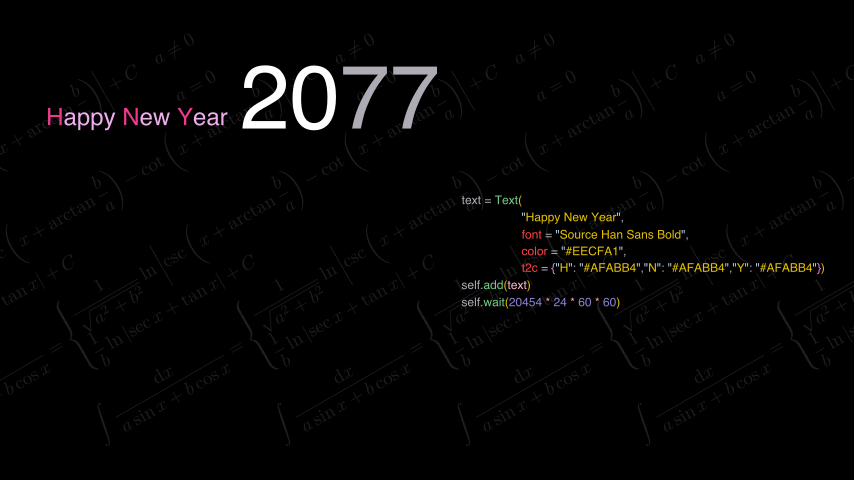 Happy New Year 2077
text = Text(
"Happy New Year",
font = "Source Han Sans Bold",
color = "#EECFA1",
t2c = {"H": "#AFABB4","N": "#AFABB4","Y": "#AFABB4"})
self.add(text)
self.wait(20454 * 24 * 60 * 60)